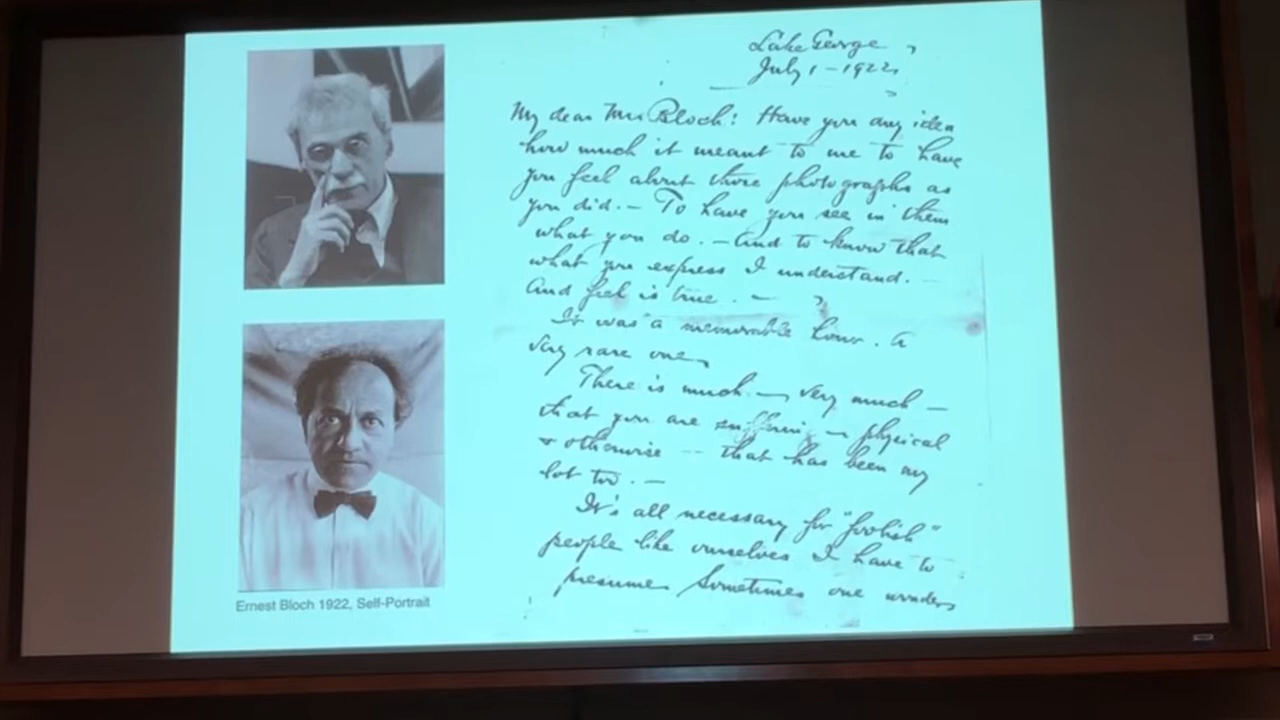 Lake George,
July 1 - 1922.
My dear Mr. Bloch: Have you any idea
how much it meant to me to have
you feel about those photographs as
you did. — To have you see in them
what you do. — And to know that
what you express I understand. —
And feel is true. —
It was a memorable hour. A
very rare one.
There is much — very much —
that you are suffering — physical
& otherwise -- that has been my
lot too. —
It's all necessary for "foolish"
people like ourselves I have to
presume. Sometimes one wonders
Ernest Bloch 1922, Self-Portrait